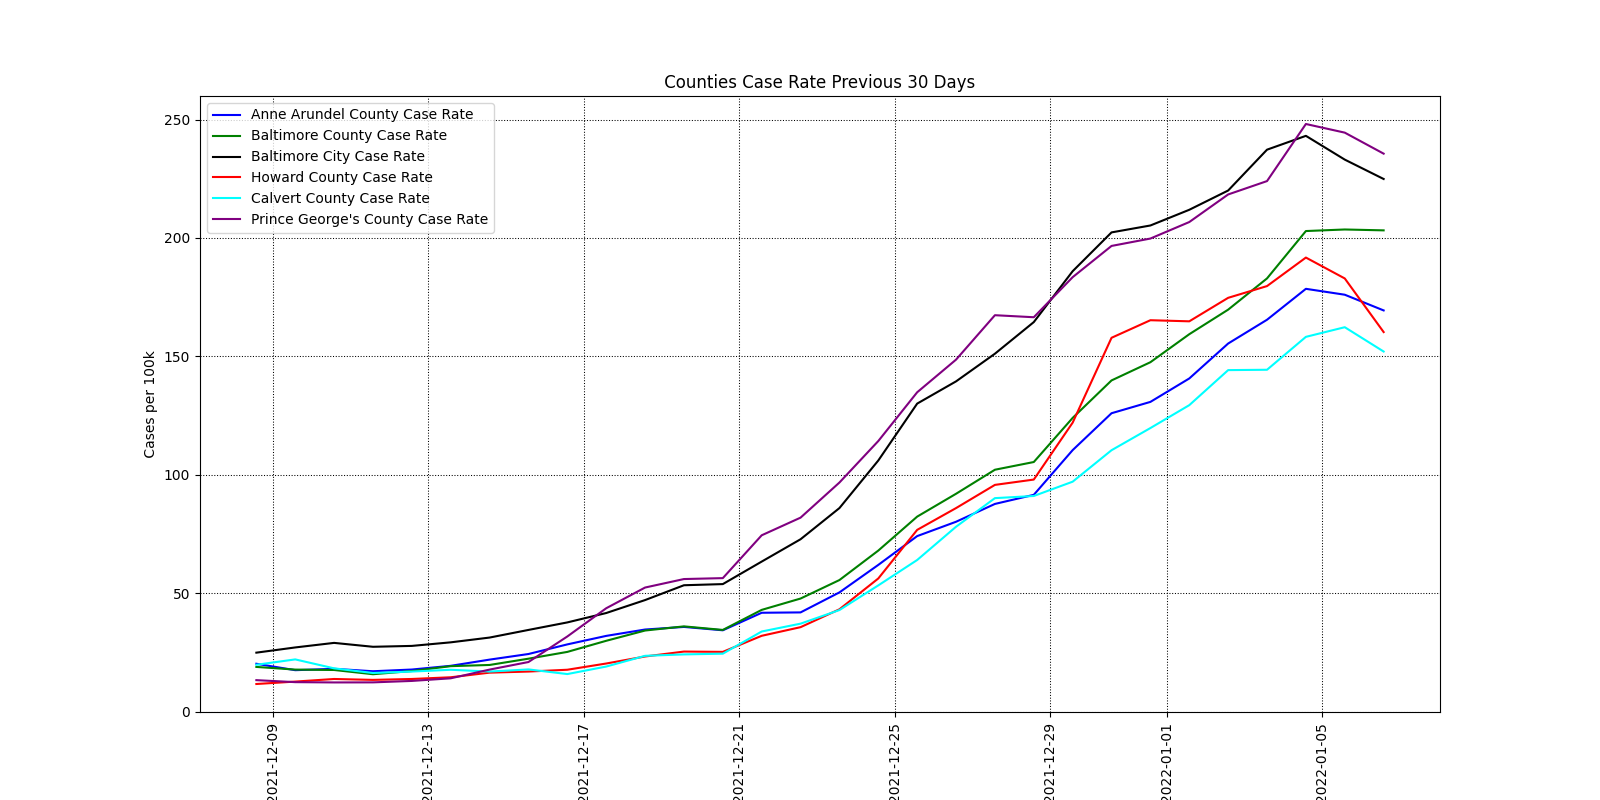 Counties Case Rate Previous 30 Days
Anne Arundel County Case Rate
Baltimore County Case Rate
Baltimore City Case Rate
Howard County Case Rate
Calvert County Case Rate
Prince George's County Case Rate
Cases per 100k
250
200
150
100
50
0
2021-12-09
2021-12-13
2021-12-17
2021-12-21
2021-12-25
2021-12-29
2022-01-01
2022-01-05